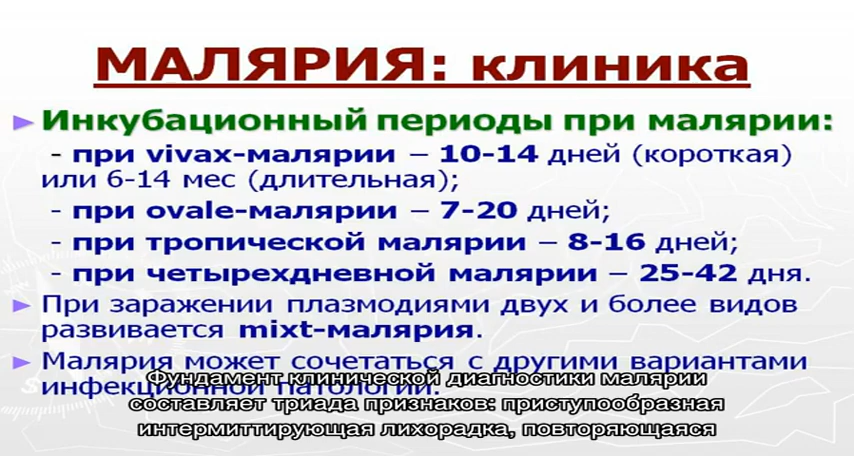 МАЛЯРИЯ: клиника
Инкубационный периоды при малярии:
- при vivax-малярии – 10-14 дней (короткая)
или 6-14 мес (длительная);
- при ovale-малярии – 7-20 дней;
- при тропической малярии – 8-16 дней;
- при четырехдневной малярии – 25-42 дня.
При заражении плазмодиями двух и более видов
развивается mixt-малярия.
Малярия может сочетаться с другими вариантами
инфекционной патологии.
Фундамент клинической диагностики малярии
составляет триада признаков: приступообразная
интермиттирующая лихорадка, повторяющаяся